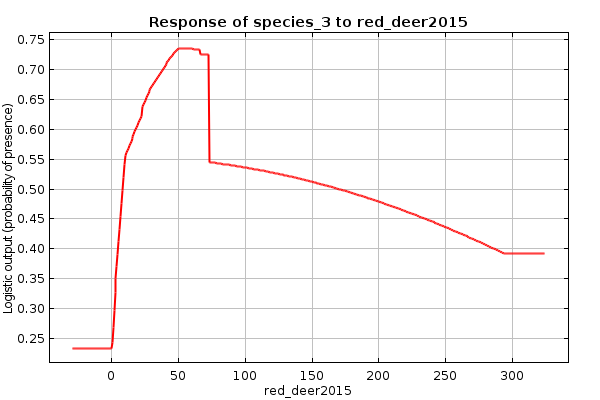 Response of species_3 to red_deer2015
Logistic output (probability of presence)
0.75
0.70
0.65
0.60
0.55
0.50
0.45
0.40
0.35
0.30
0.25
0 50 100 150 200 250 300
red_deer2015